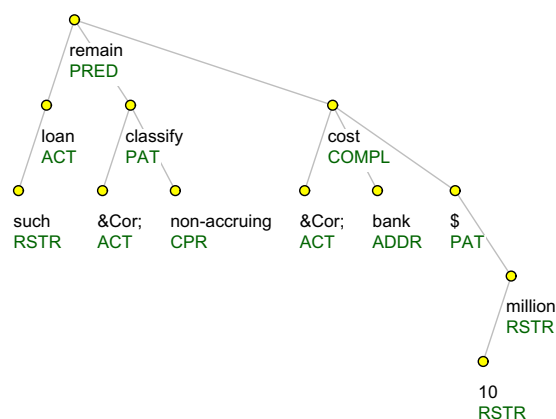 remain
PRED
loan classify cost
ACT PAT COMPL
such &Cor; non-accruing &Cor; bank $
RSTR ACT CPR ACT ADDR PAT
million
RSTR
10
RSTR